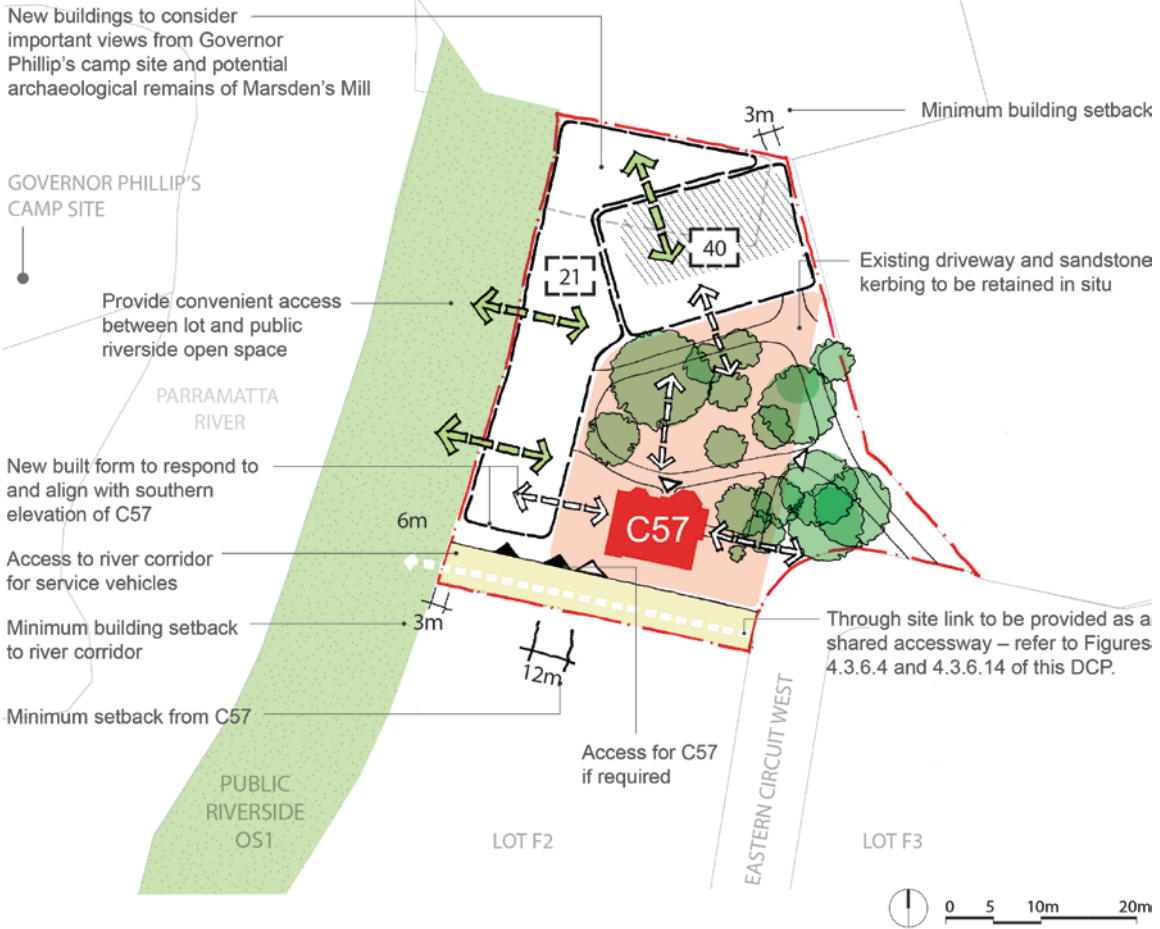 New buildings to consider
important views from Governor
Phillip's camp site and potential
archaeological remains of Marsden's Mill
3m
Minimum building setback
GOVERNOR PHILLIP'S
CAMP SITE
40
21
Existing driveway and sandstone
kerbing to be retained in situ
Provide convenient access
between lot and public
riverside open space
PARRAMATTA
RIVER
New built form to respond to
and align with southern
elevation of C57
6m
C57
Access to river corridor
for service vehicles
Minimum building setback
to river corridor
3m
Through site link to be provided as a
shared accessway – refer to Figures
4.3.6.4 and 4.3.6.14 of this DCP.
12m
Minimum setback from C57
Access for C57
if required
EASTERN CIRCUIT WEST
PUBLIC
RIVERSIDE
OS1
LOT F2
LOT F3
0 5 10m 20m